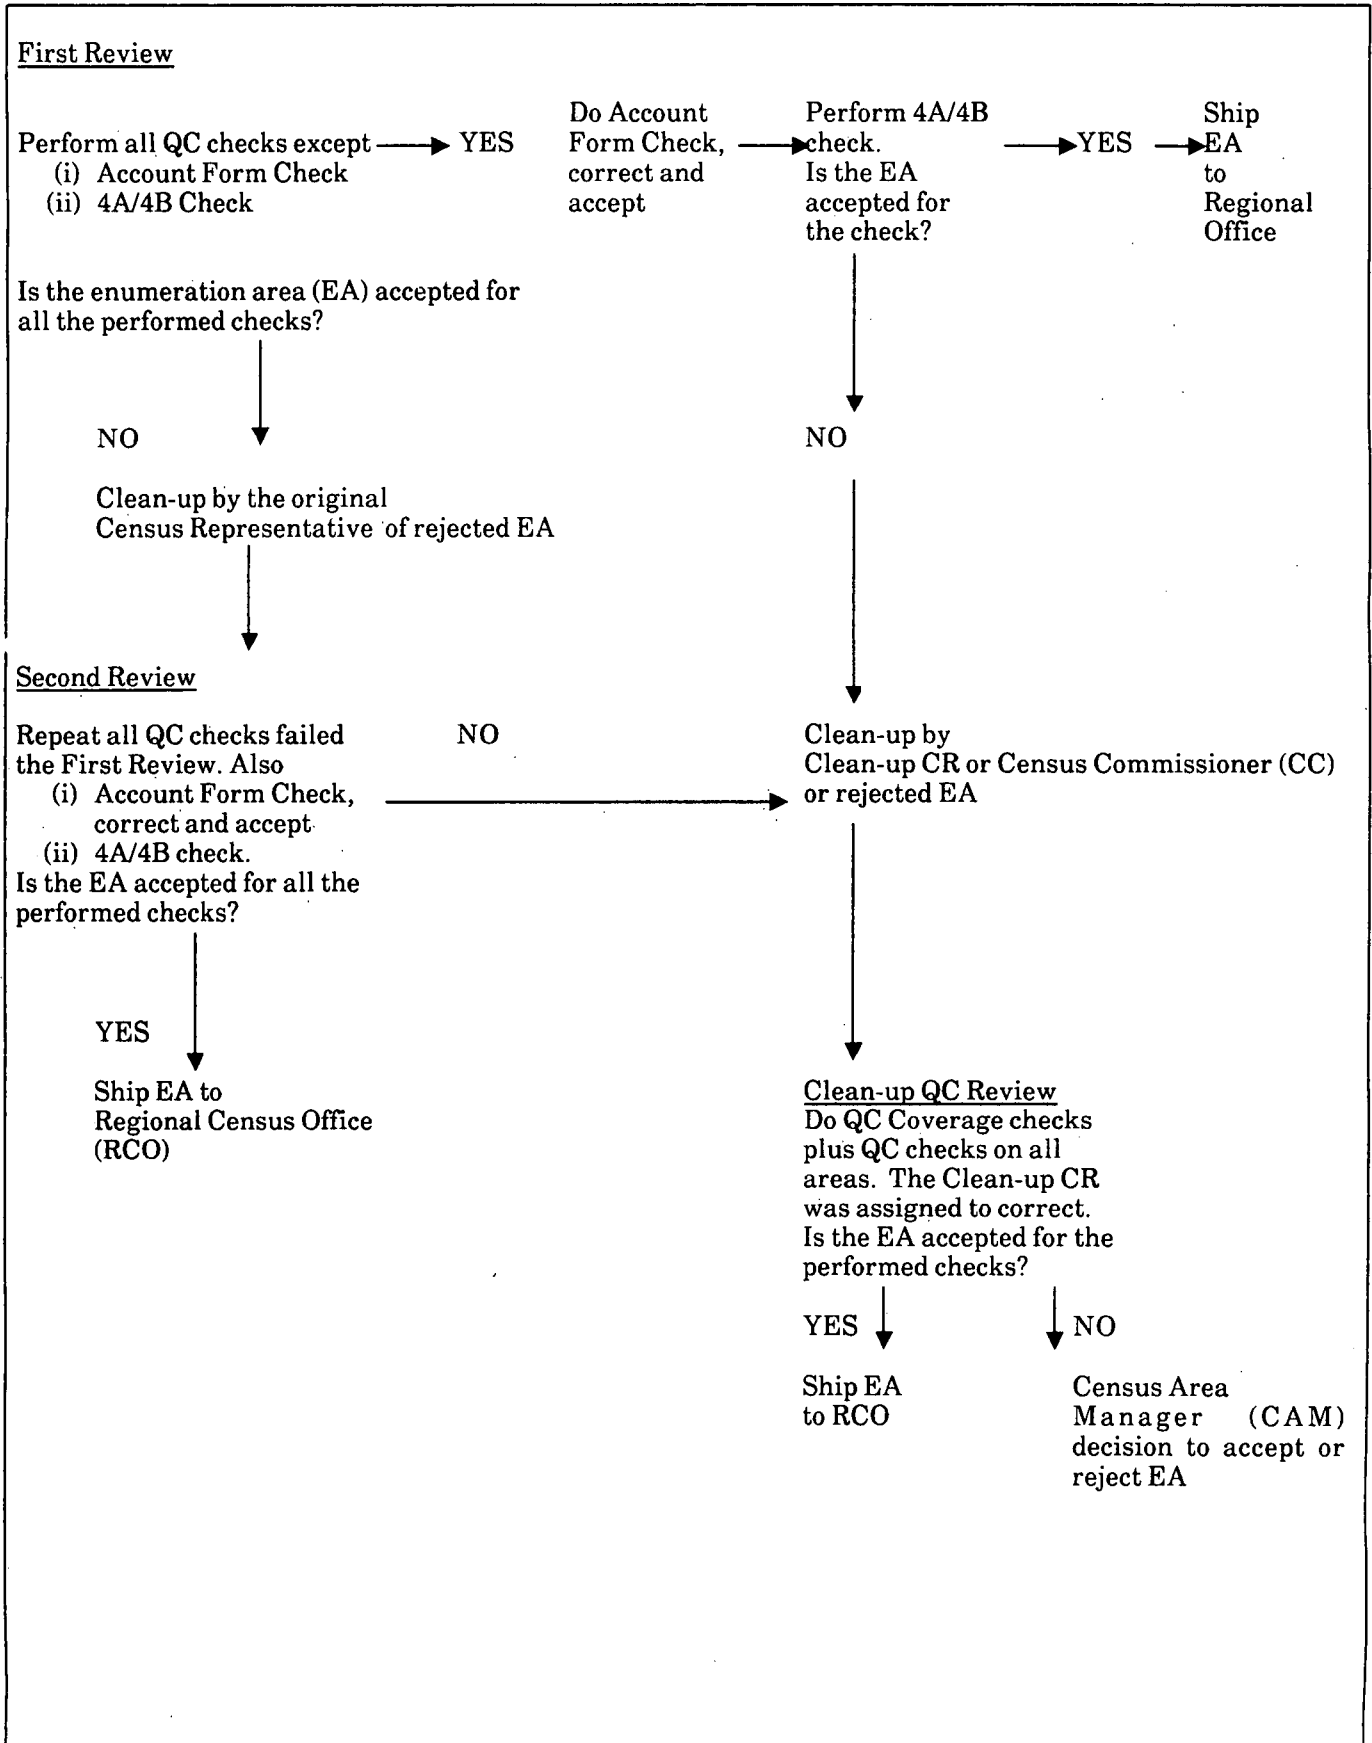 First Review
Perform all QC checks except
(i) Account Form Check
(ii) 4A/4B Check
Is the enumeration area (EA) accepted for
all the performed checks?
YES
Do Account
Form Check,
correct and
accept
Perform 4A/4B
check.
Is the EA
accepted for
the check?
YES
Ship
EA
to
Regional
Office
NO
Clean-up by the original
Census Representative of rejected EA
NO
Second Review
Repeat all QC checks failed
the First Review. Also
(i) Account Form Check,
correct and accept
(ii) 4A/4B check.
Is the EA accepted for all the
performed checks?
NO
Clean-up by
Clean-up CR or Census Commissioner (CC)
or rejected EA
YES
Ship EA to
Regional Census Office
(RCO)
Clean-up QC Review
Do QC Coverage checks
plus QC checks on all
areas. The Clean-up CR
was assigned to correct.
Is the EA accepted for the
performed checks?
YES
NO
Ship EA
to RCO
Census Area
Manager (CAM)
decision to accept or
reject EA